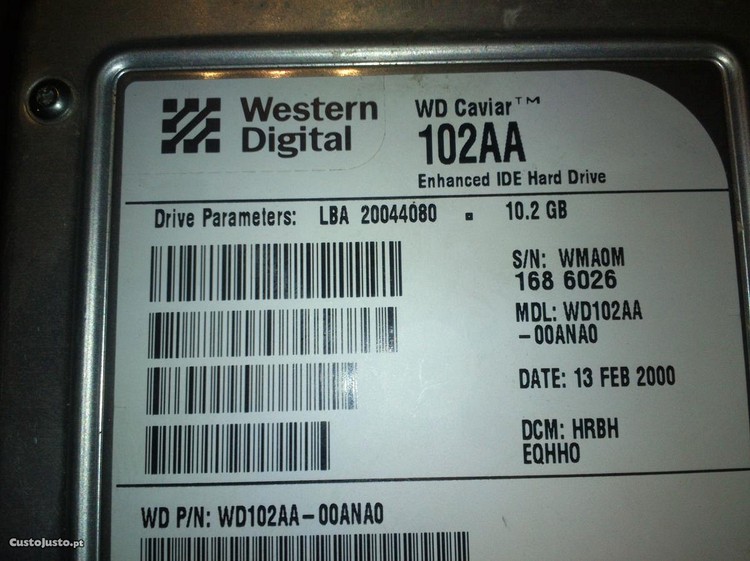 Western
Digital
WD Caviar™
102AA
Enhanced IDE Hard Drive
Drive Parameters: LBA 20044080 ▪ 10.2 GB
S/N: WMA0M
168 6026
MDL: WD102AA
-00ANA0
DATE: 13 FEB 2000
DCM: HRBH
EQHHO
WD P/N: WD102AA-00ANA0
CustoJusto.pt